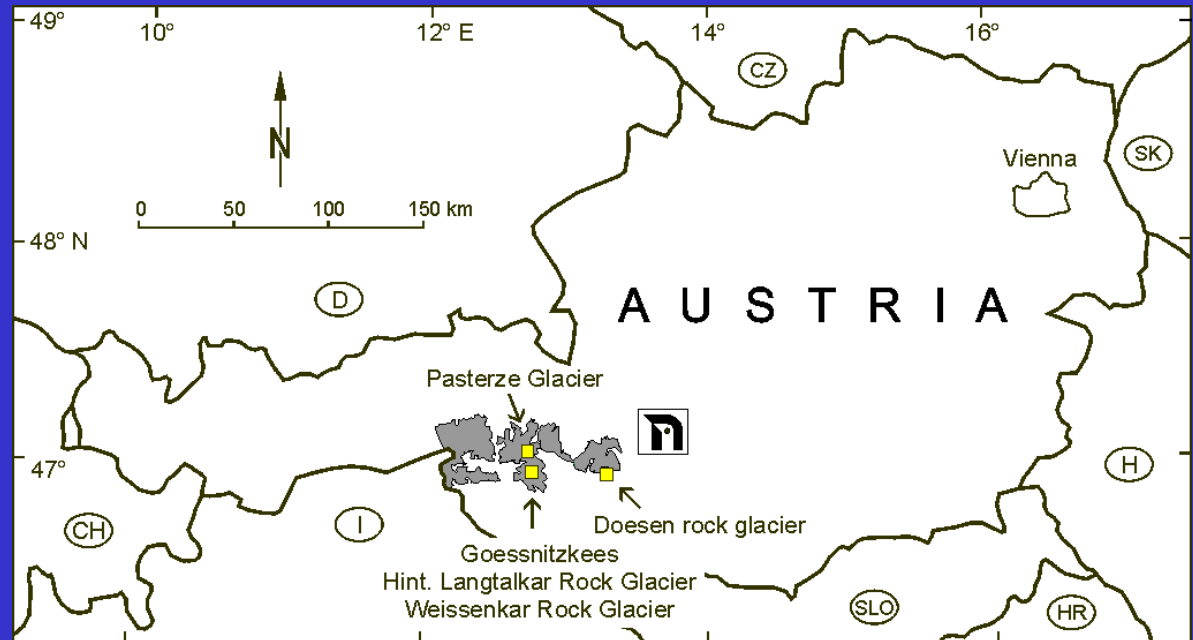 49°
10°
12° E
14°
16°
CZ
N
SK
Vienna
0 50 100 150 km
48° N
D
A U S T R I A
Pasterze Glacier
47°
H
CH
I
Doesen rock glacier
Goessnitzkees
Hint. Langtalkar Rock Glacier
Weissenkar Rock Glacier
SLO
HR